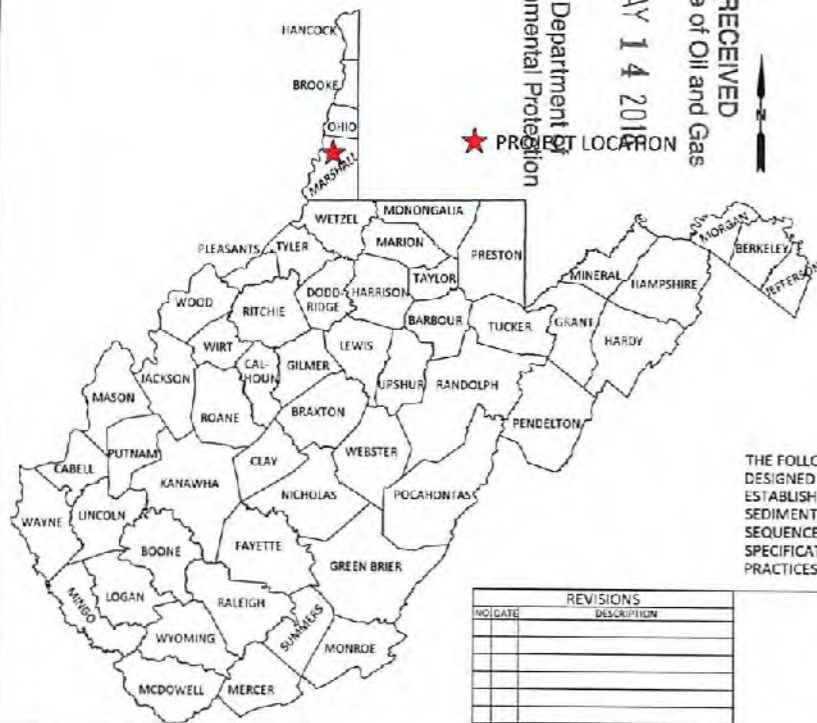 RECEIVED
e of Oil and Gas
AY 14 201
Department of
mental Protection
N
PROJECT LOCATION
HANCOCK
BROOKE
OHIO
MARSHALL
WETZEL
MONONGALIA
MARION
PRESTON
PLEASANTS
TYLER
TAYLOR
MORGAN
BERKELEY
JEFFERSON
MINERAL
HAMPSHIRE
WOOD
RITCHIE
DODD-
RIDGE
HARRISON
BARBOUR
TUCKER
GRANT
HARDY
WIRT
CAL-
HOUN
GILMER
LEWIS
UPSHUR
RANDOLPH
JACKSON
MASON
ROANE
BRAXTON
PENDELTON
PUTNAM
CABELL
CLAY
WEBSTER
KANAWHA
NICHOLAS
POCAHONTAS
WAYNE
LINCOLN
BOONE
FAYETTE
GREEN BRIER
LOGAN
MINGO
RALEIGH
SUMMERS
WYOMING
MONROE
MCDOWELL
MERCER
THE FOLLO
DESIGNED
ESTABLISH
SEDIMENT
SEQUENCE
SPECIFICAT
PRACTICES
REVISIONS
NO DATE DESCRIPTION